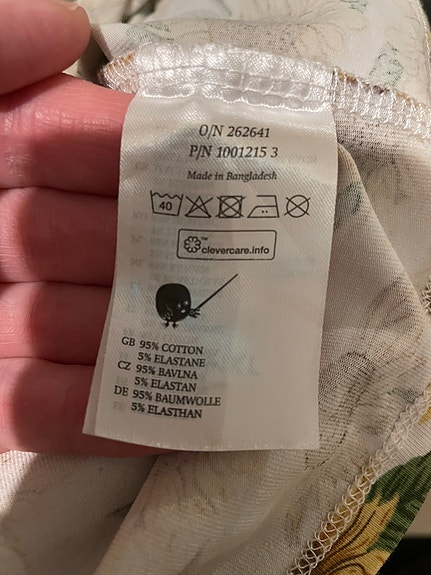 O/N 262641
P/N 1001215 3
Made in Bangladesh
40
™
clevercare.info
GB 95% COTTON
5% ELASTANE
CZ 95% BAVLNA
5% ELASTAN
DE 95% BAUMWOLLE
5% ELASTHAN